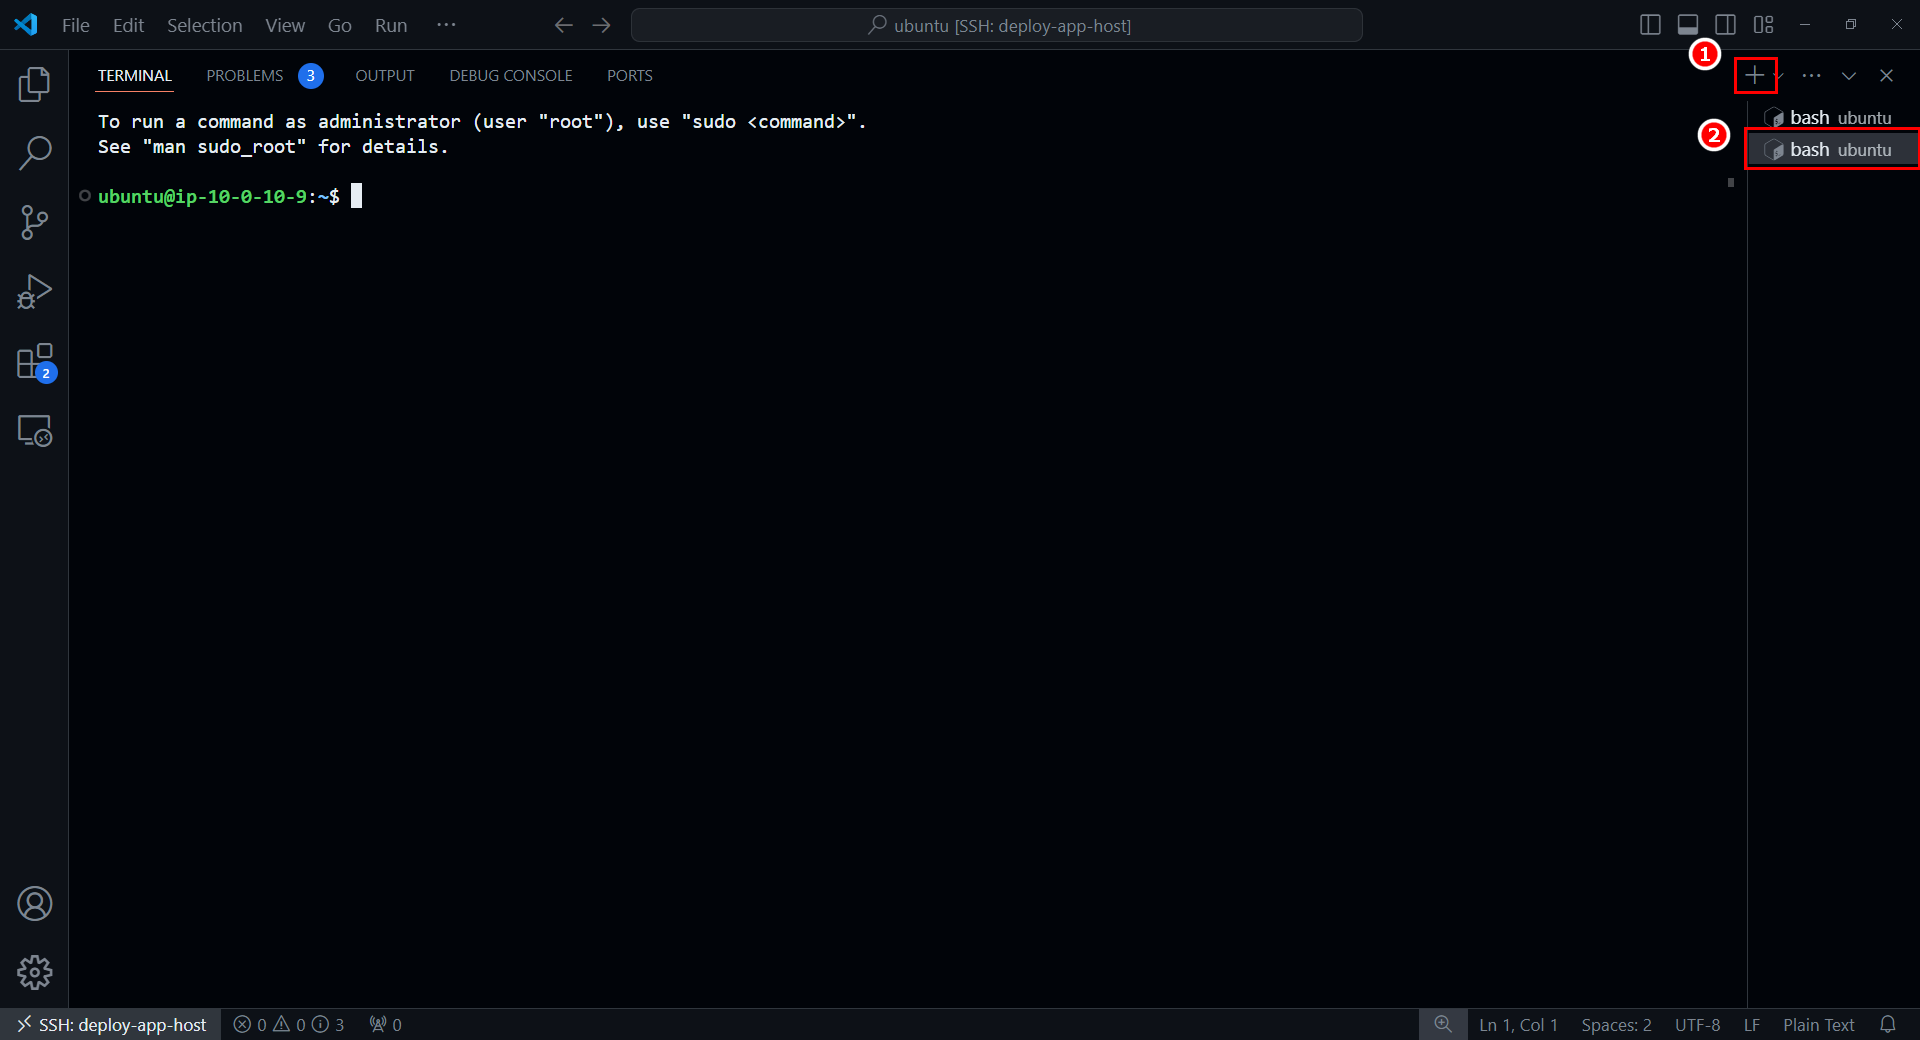 File Edit Selection View Go Run ···
ubuntu [SSH: deploy-app-host]
TERMINAL PROBLEMS 3 OUTPUT DEBUG CONSOLE PORTS
1
To run a command as administrator (user "root"), use "sudo <command>".
See "man sudo_root" for details.
ubuntu@ip-10-0-10-9:~$
bash ubuntu
2
bash ubuntu
2
SSH: deploy-app-host 0 0 3 0
Ln 1, Col 1 Spaces: 2 UTF-8 LF Plain Text